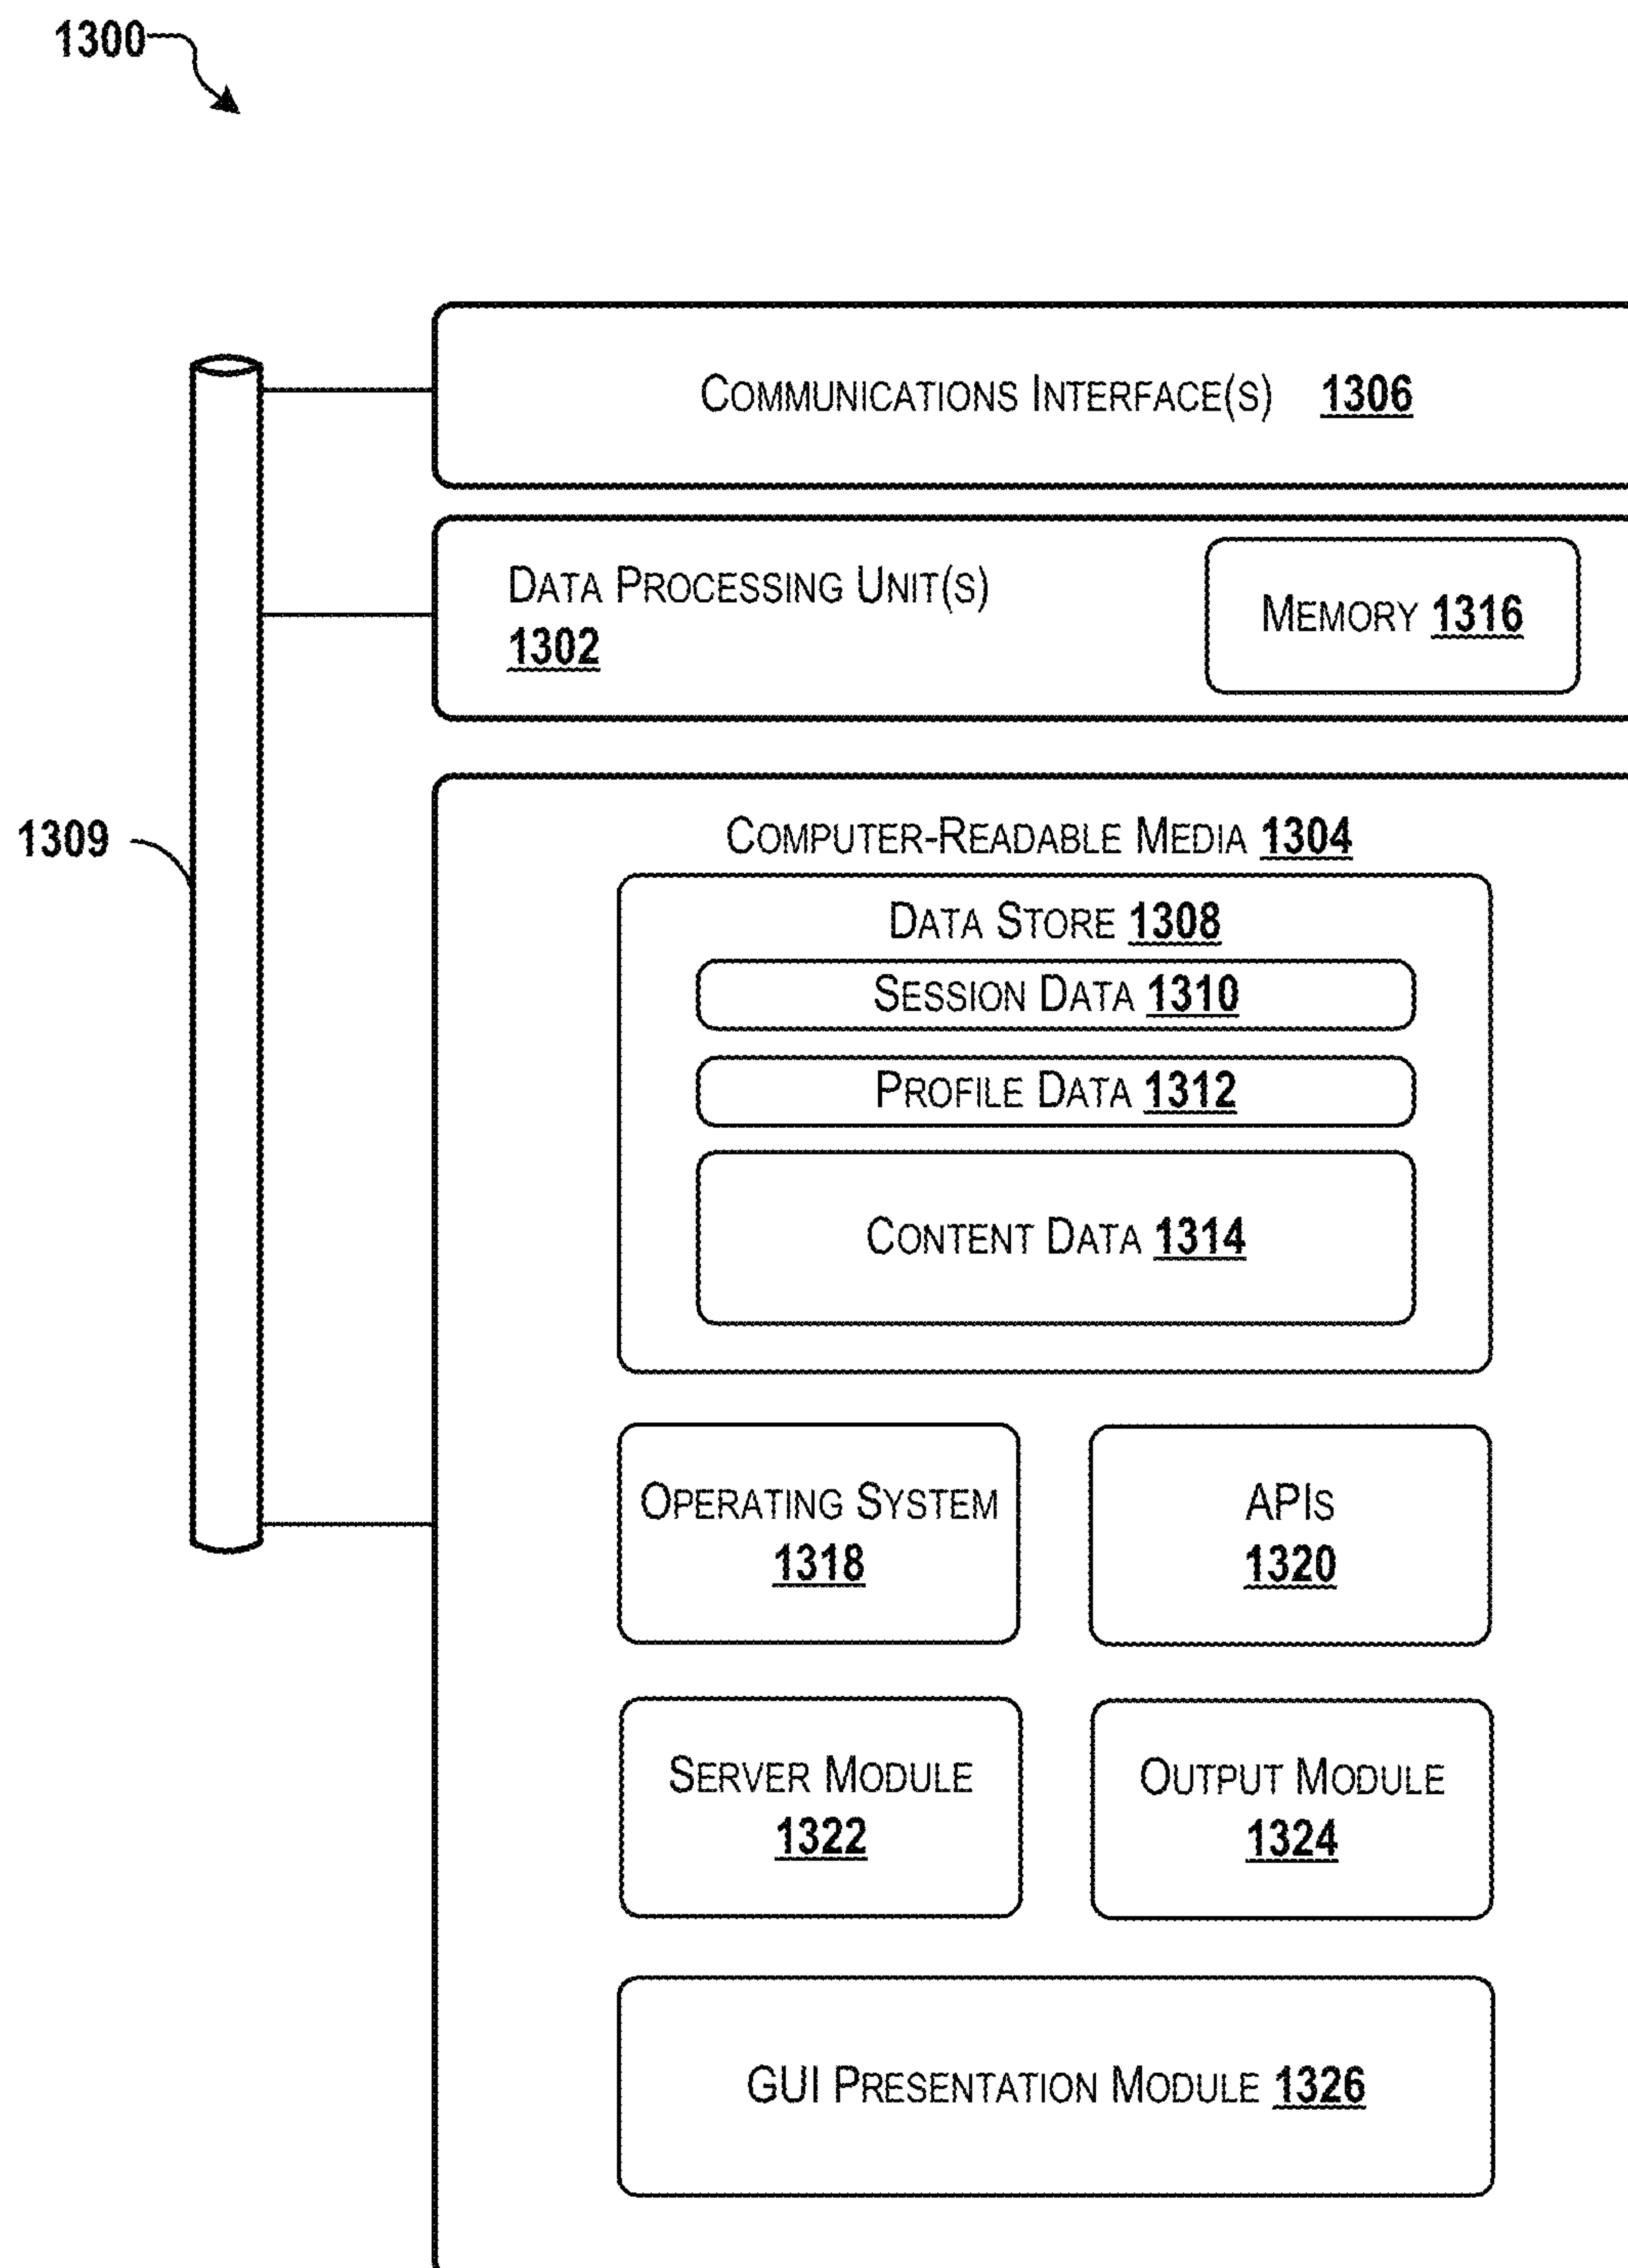 1300
COMMUNICATIONS INTERFACE(S) 1306
DATA PROCESSING UNIT(S)
1302
MEMORY 1316
1309
COMPUTER-READABLE MEDIA 1304
DATA STORE 1308
SESSION DATA 1310
PROFILE DATA 1312
CONTENT DATA 1314
OPERATING SYSTEM
1318
APIS
1320
SERVER MODULE
1322
OUTPUT MODULE
1324
GUI PRESENTATION MODULE 1326